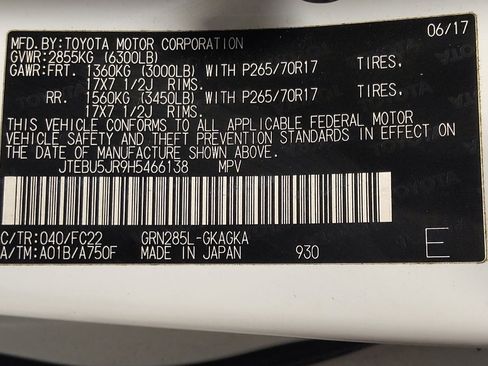 MFD.BY:TOYOTA MOTOR CORPORATION 06/17
GVWR:2855KG (6300LB)
GAWR:FRT. 1360KG (3000LB) WITH P265/70R17 TIRES,
17X7 1/2J RIMS.
RR. 1560KG (3450LB) WITH P265/70R17 TIRES,
17X7 1/2J RIMS.
THIS VEHICLE CONFORMS TO ALL APPLICABLE FEDERAL MOTOR
VEHICLE SAFETY AND THEFT PREVENTION STANDARDS IN EFFECT ON
THE DATE OF MANUFACTURE SHOWN ABOVE.
JTEBU5JR9H5466138 MPV
C/TR:040/FC22 GRN285L-GKAGKA
A/TM:A01B/A750F MADE IN JAPAN 930 E